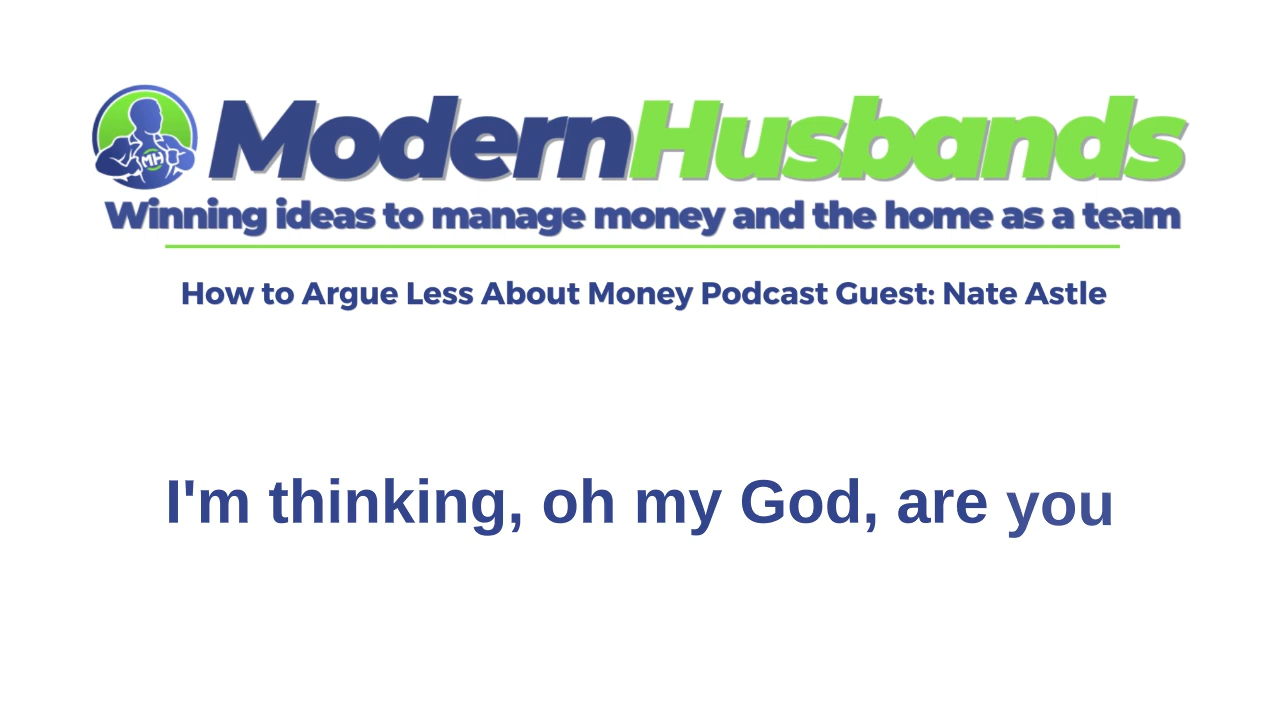 MH
ModernHusbands
Winning ideas to manage money and the home as a team
How to Argue Less About Money Podcast Guest: Nate Astle
I'm thinking, oh my God, are you